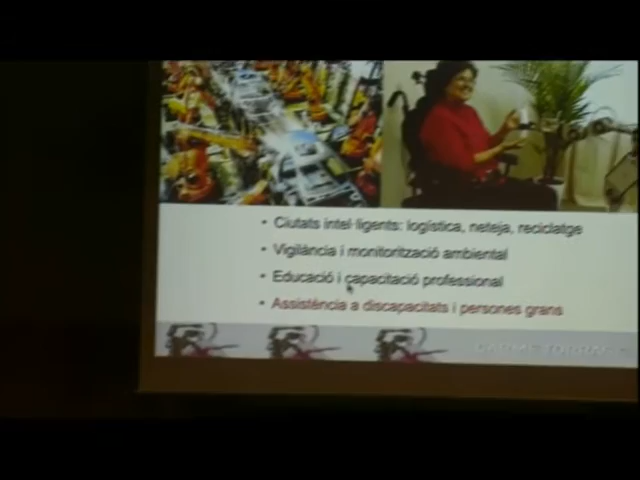 • Ciutats intel·ligents: logística, neteja, reciclatge
• Vigilància i monitorització ambiental
• Educació i capacitació professional
• Assistència a discapacitats i persones grans